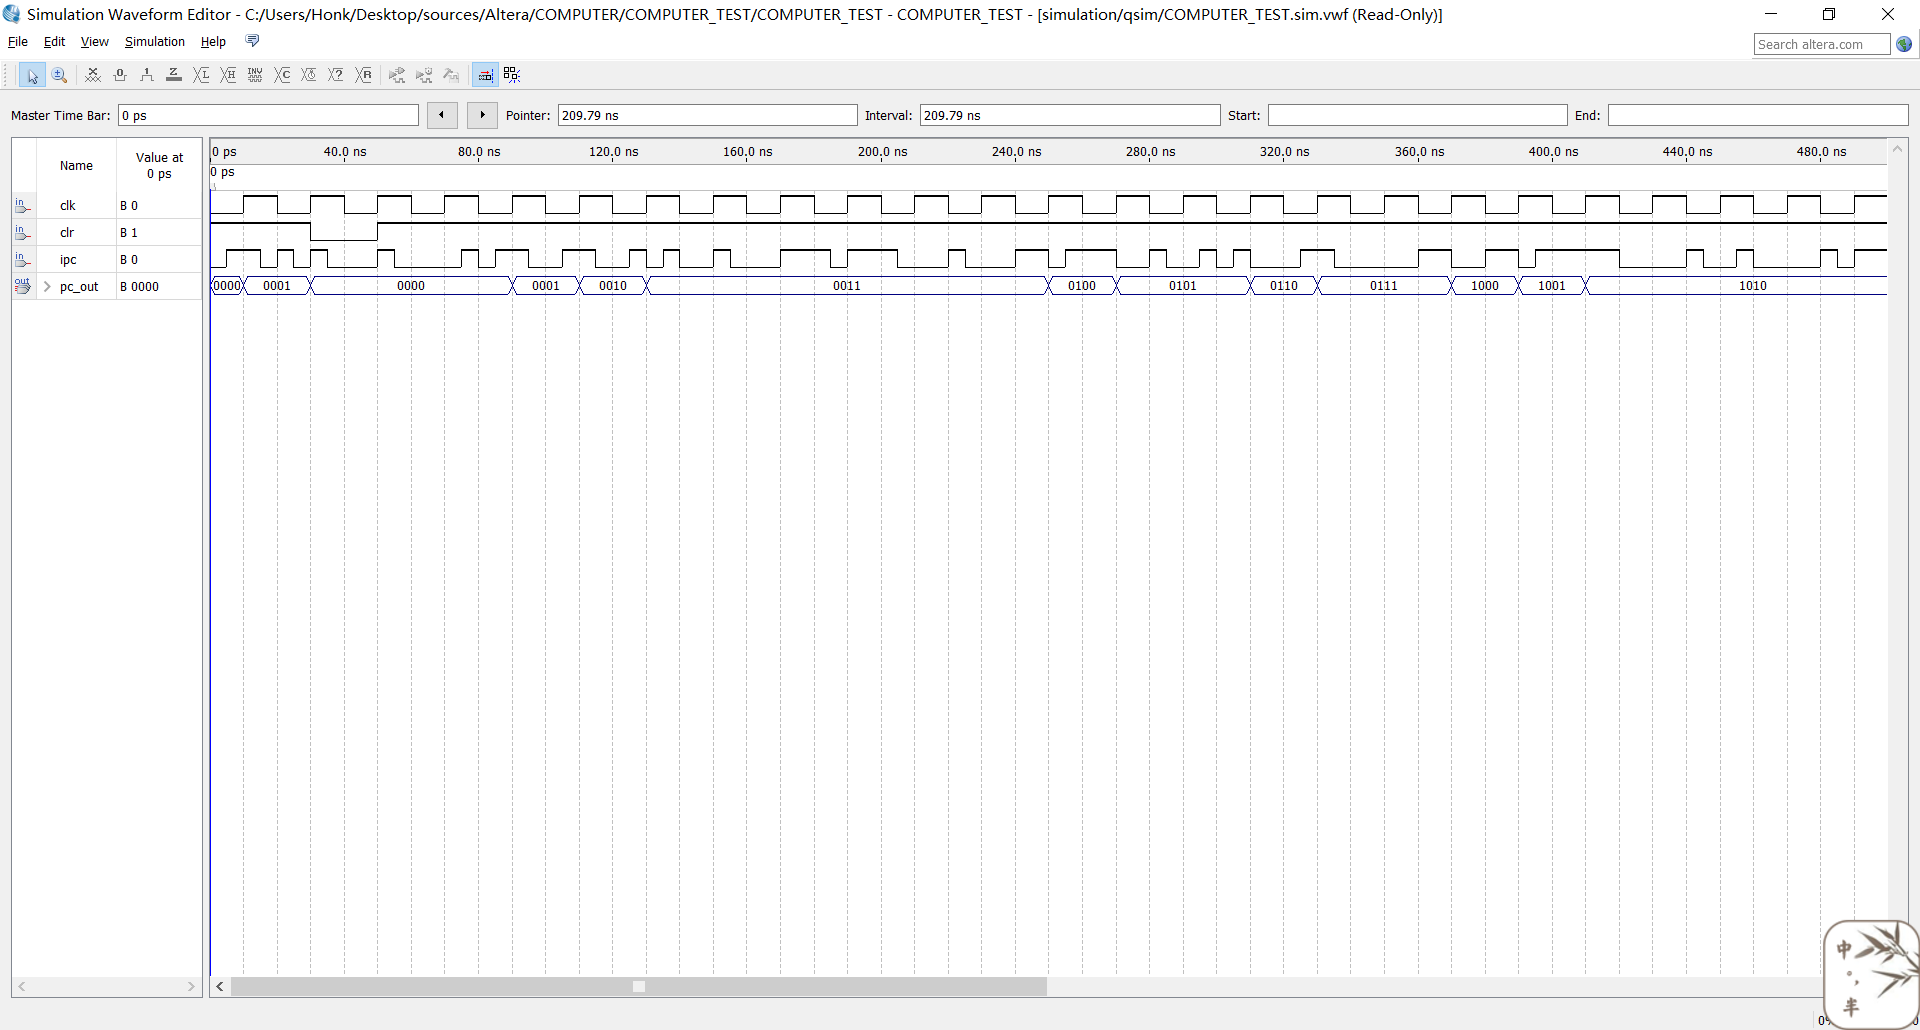 Simulation Waveform Editor - C:/Users/Honk/Desktop/sources/Altera/COMPUTER/COMPUTER_TEST/COMPUTER_TEST - COMPUTER_TEST - [simulation/qsim/COMPUTER_TEST.sim.vwf (Read-Only)]
File Edit View Simulation Help
Search altera.com
Master Time Bar: 0 ps Pointer: 209.79 ns Interval: 209.79 ns Start: End:
Name Value at 0 ps
0 ps 40.0 ns 80.0 ns 120.0 ns 160.0 ns 200.0 ns 240.0 ns 280.0 ns 320.0 ns 360.0 ns 400.0 ns 440.0 ns 480.0 ns
0 ps
in clk B 0
in clr B 1
in ipc B 0
out pc_out B 0000 0000 0001 0000 0001 0010 0011 0100 0101 0110 0111 1000 1001 1010
中
半